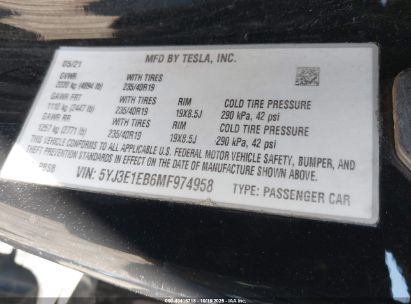 MFD BY TESLA, INC.
05/21
GVWR WITH TIRES
2220 kg (4894 lb) 235/40R19
GAWR FRT WITH TIRES RIM COLD TIRE PRESSURE
1110 kg (2447 lb) 235/40R19 19X8.5J 290 kPa, 42 psi
GAWR RR WITH TIRES RIM COLD TIRE PRESSURE
1257 kg (2771 lb) 235/40R19 19X8.5J 290 kPa, 42 psi
THIS VEHICLE CONFORMS TO ALL APPLICABLE U.S. FEDERAL MOTOR VEHICLE SAFETY, BUMPER, AND
THEFT PREVENTION STANDARDS IN EFFECT ON THE DATE OF MANUFACTURE SHOWN ABOVE.
VIN: 5YJ3E1EB6MF974958
PBSB TYPE: PASSENGER CAR